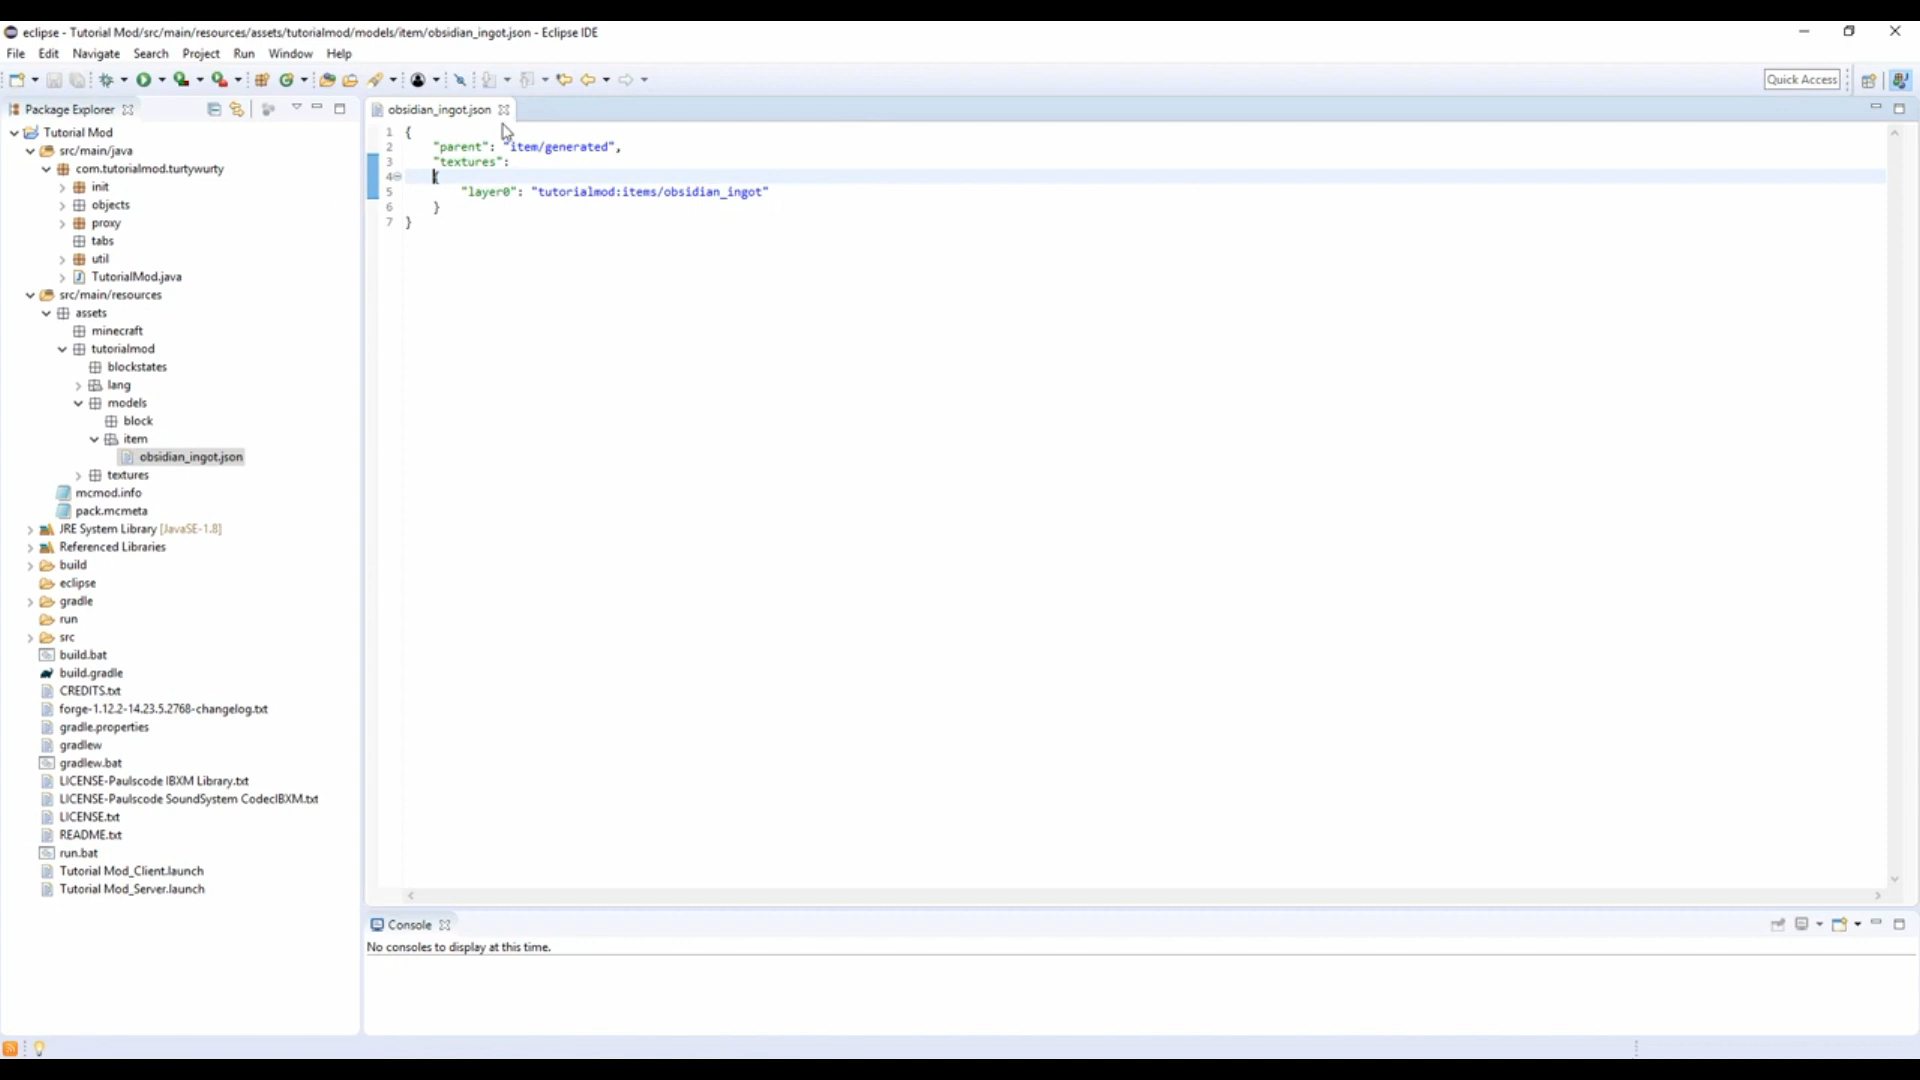 eclipse - Tutorial Mod/src/main/resources/assets/tutorialmod/models/item/obsidian_ingot.json - Eclipse IDE
File Edit Navigate Search Project Run Window Help
Quick Access
Package Explorer
Tutorial Mod
src/main/java
com.tutorialmod.turtywurty
init
objects
proxy
tabs
util
TutorialMod.java
src/main/resources
assets
minecraft
tutorialmod
blockstates
lang
models
block
item
obsidian_ingot.json
textures
mcmod.info
pack.mcmeta
JRE System Library [JavaSE-1.8]
Referenced Libraries
build
eclipse
gradle
run
src
build.bat
build.gradle
CREDITS.txt
forge-1.12.2-14.23.5.2768-changelog.txt
gradle.properties
gradlew
gradlew.bat
LICENSE-Paulscode IBXM Library.txt
LICENSE-Paulscode SoundSystem CodecIBXM.txt
LICENSE.txt
README.txt
run.bat
Tutorial Mod_Client.launch
Tutorial Mod_Server.launch
obsidian_ingot.json
1 {
2 "parent": "item/generated",
3 "textures":
4 {
5 "layer0": "tutorialmod:items/obsidian_ingot"
6 }
7 }
Console
No consoles to display at this time.